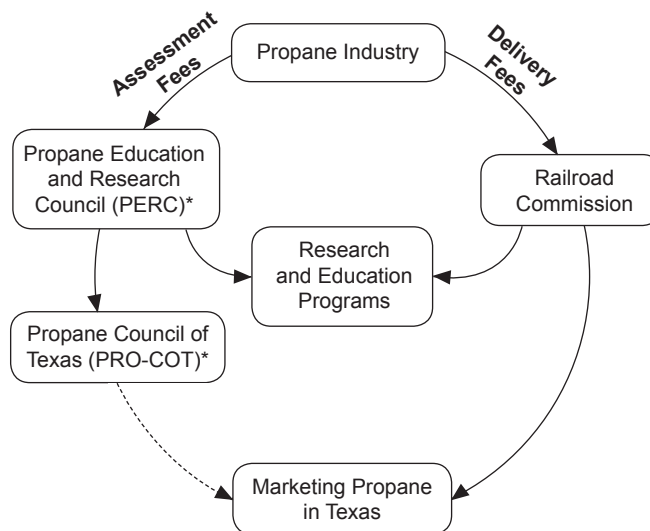 Propane Industry
Assessment
Fees
Delivery
Fees
Propane Education
and Research
Council (PERC)*
Railroad
Commission
Research
and Education
Programs
Propane Council of
Texas (PRO-COT)*
Marketing Propane
in Texas